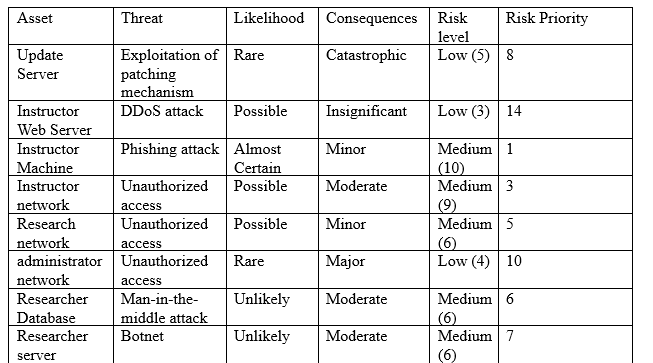 Asset Threat Likelihood Consequences Risk level Risk Priority
Update Server Exploitation of patching mechanism Rare Catastrophic Low (5) 8
Instructor Web Server DDoS attack Possible Insignificant Low (3) 14
Instructor Machine Phishing attack Almost Certain Minor Medium (10) 1
Instructor network Unauthorized access Possible Moderate Medium (9) 3
Research network Unauthorized access Possible Minor Medium (6) 5
administrator network Unauthorized access Rare Major Low (4) 10
Researcher Database Man-in-the-middle attack Unlikely Moderate Medium (6) 6
Researcher server Botnet Unlikely Moderate Medium (6) 7